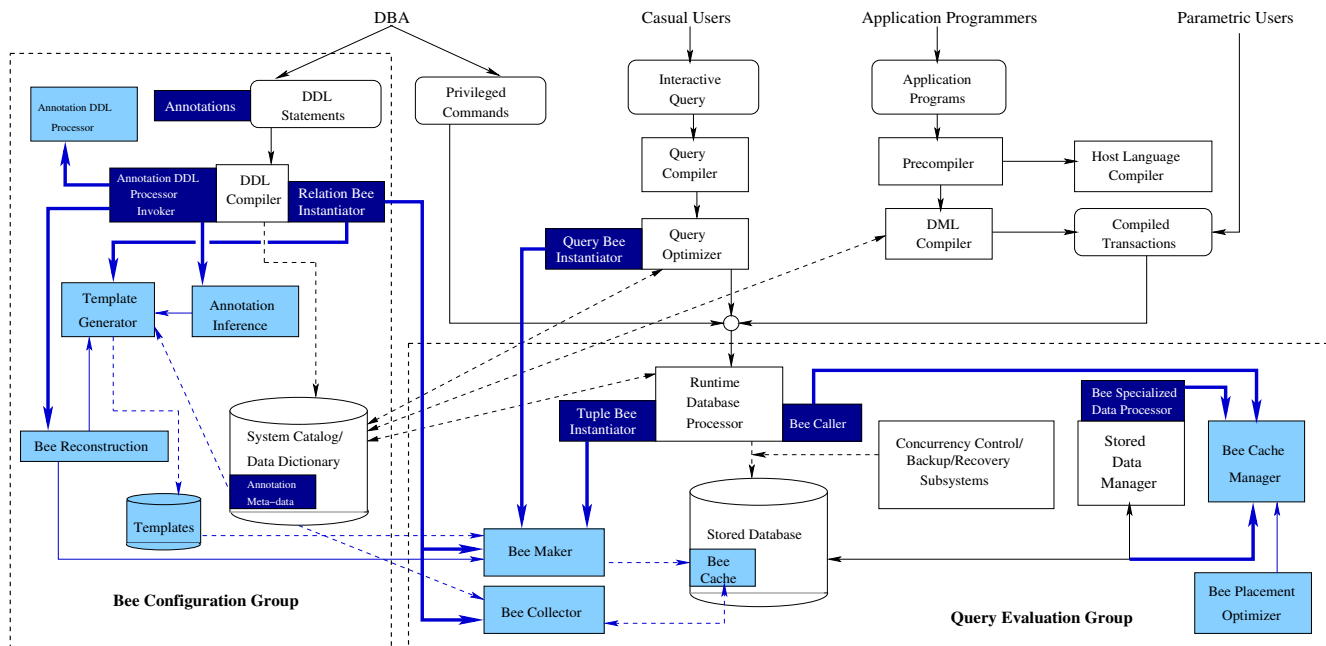 DBA
Casual Users
Application Programmers
Parametric Users
Annotation DDL
Processor
Annotations
DDL
Statements
Privileged
Commands
Interactive
Query
Application
Programs
Annotation DDL
Processor
Invoker
DDL
Compiler
Relation Bee
Instantiator
Query
Compiler
Precompiler
Host Language
Compiler
Query Bee
Instantiator
Query
Optimizer
DML
Compiler
Compiled
Transactions
Template
Generator
Annotation
Inference
Runtime
Database
Processor
Tuple Bee
Instantiator
Bee Caller
Bee Specialized
Data Processor
Stored
Data
Manager
Bee Cache
Manager
Concurrency Control/
Backup/Recovery
Subsystems
Bee Reconstruction
System Catalog/
Data Dictionary
Annotation
Meta-data
Templates
Bee Maker
Stored Database
Bee
Cache
Bee Collector
Bee Placement
Optimizer
Bee Configuration Group
Query Evaluation Group